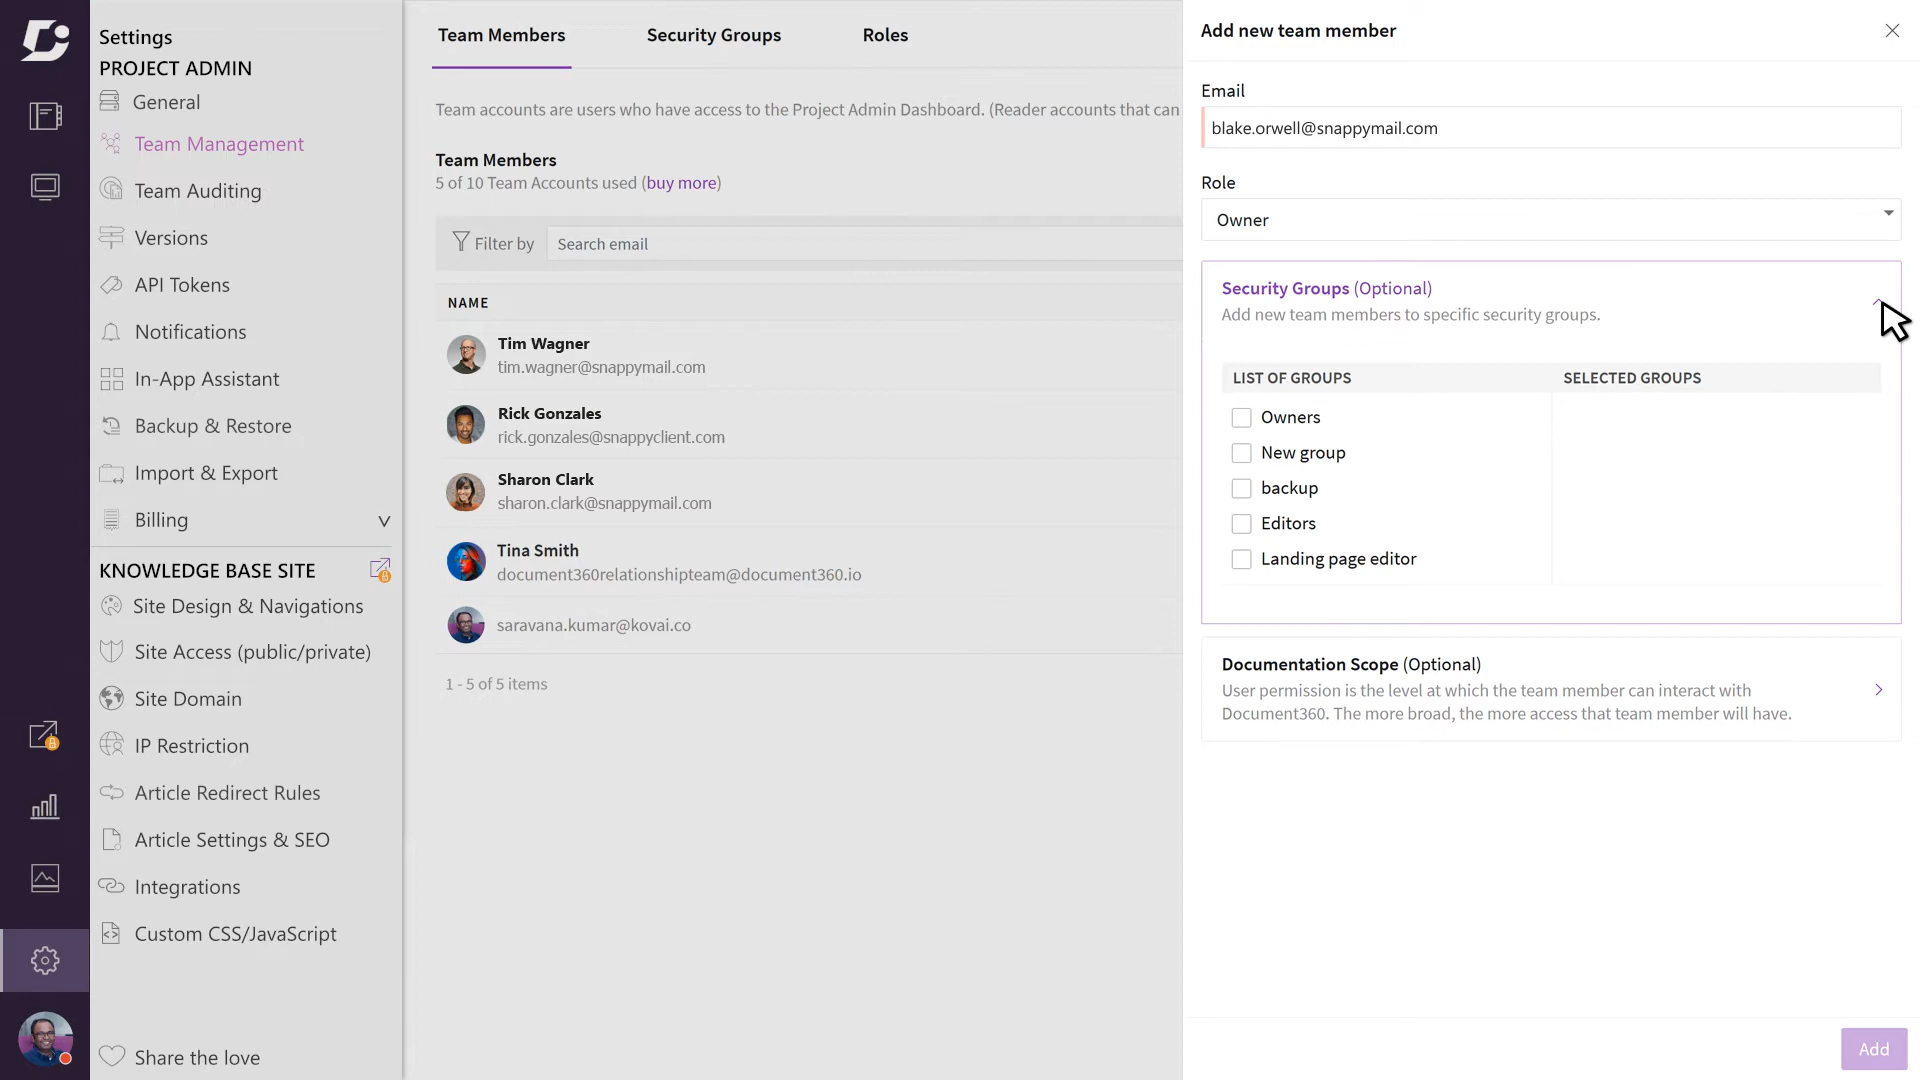 Settings
PROJECT ADMIN
General
Team Management
Team Auditing
Versions
API Tokens
Notifications
In-App Assistant
Backup & Restore
Import & Export
Billing
KNOWLEDGE BASE SITE
Site Design & Navigations
Site Access (public/private)
Site Domain
IP Restriction
Article Redirect Rules
Article Settings & SEO
Integrations
Custom CSS/JavaScript
Share the love
Team Members Security Groups Roles
Team accounts are users who have access to the Project Admin Dashboard. (Reader accounts that can
Team Members
5 of 10 Team Accounts used (buy more)
Filter by Search email
NAME
Tim Wagner
tim.wagner@snappymail.com
Rick Gonzales
rick.gonzales@snappyclient.com
Sharon Clark
sharon.clark@snappymail.com
Tina Smith
document360relationshipteam@document360.io
saravana.kumar@kovai.co
1 - 5 of 5 items
Add new team member
Email
blake.orwell@snappymail.com
Role
Owner
Security Groups (Optional)
Add new team members to specific security groups.
LIST OF GROUPS SELECTED GROUPS
Owners
New group
backup
Editors
Landing page editor
Documentation Scope (Optional)
User permission is the level at which the team member can interact with
Document360. The more broad, the more access that team member will have.
Add